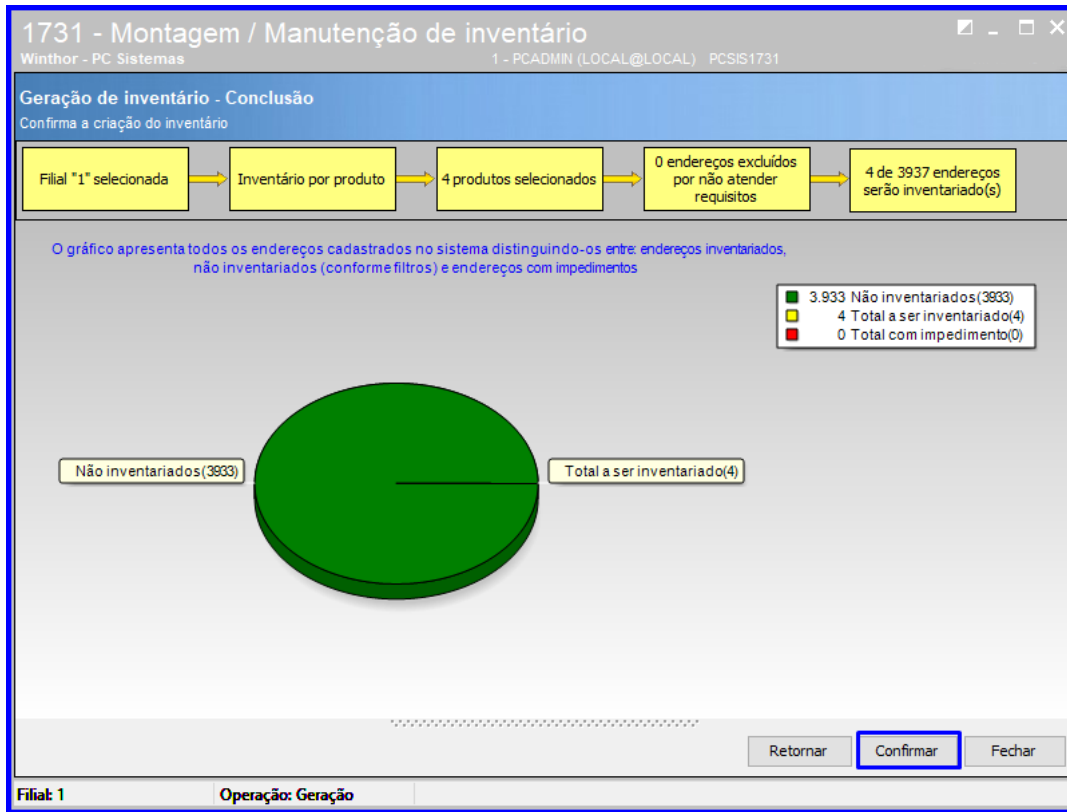 1731 - Montagem / Manutenção de inventário
Winthor - PC Sistemas
1 - PCADMIN (LOCAL@LOCAL) PCSIS1731
Geração de inventário - Conclusão
Confirma a criação do inventário
Filial "1" selecionada
Inventário por produto
4 produtos selecionados
0 endereços excluídos
por não atender
requisitos
4 de 3937 endereços
serão inventariado(s)
O gráfico apresenta todos os endereços cadastrados no sistema distinguindo-os entre: endereços inventariados,
não inventariados (conforme filtros) e endereços com impedimentos
3.933 Não inventariados(3933)
4 Total a ser inventariado(4)
0 Total com impedimento(0)
Não inventariados(3933)
Total a ser inventariado(4)
Retornar
Confirmar
Fechar
Filial: 1
Operação: Geração